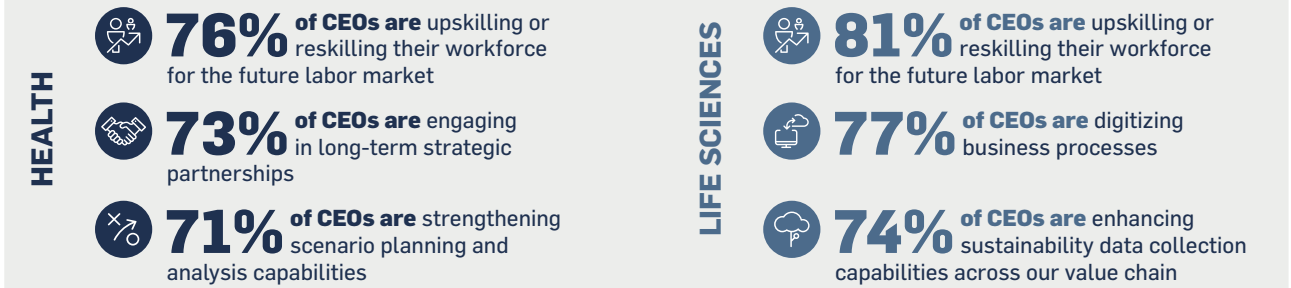 HEALTH
76% of CEOs are upskilling or
reskilling their workforce
for the future labor market
73% of CEOs are engaging
in long-term strategic
partnerships
71% of CEOs are strengthening
scenario planning and
analysis capabilities
LIFE SCIENCES
81% of CEOs are upskilling or
reskilling their workforce
for the future labor market
77% of CEOs are digitizing
business processes
74% of CEOs are enhancing
sustainability data collection
capabilities across our value chain